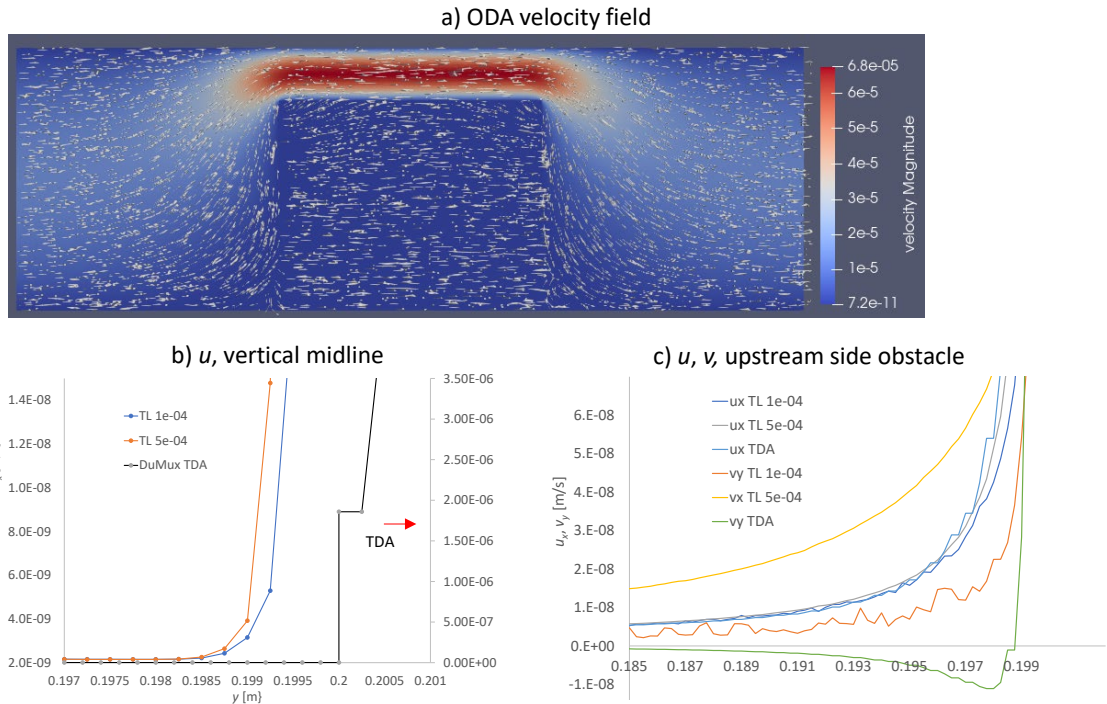 a) ODA velocity field
6.8e-05
6e-5
5e-5
4e-5
3e-5
2e-5
1e-5
7.2e-11
velocity Magnitude
b) u, vertical midline
1.4E-08
1.2E-08
1E-08
8E-09
6.0E-09
4.0E-09
2.0E-09
TL 1e-04
TL 5e-04
DuMux TDA
TDA
3.50E-06
3.00E-06
2.50E-06
2.00E-06
1.50E-06
1.00E-06
5.00E-07
0.00E+00
0.197 0.1975 0.198 0.1985 0.199 0.1995 0.2 0.2005 0.201
y [m]
c) u, v, upstream side obstacle
uₓ, vᵧ [m/s]
6.E-08
5.E-08
4.E-08
3.E-08
2.E-08
1.E-08
0.E+00
-1.E-08
ux TL 1e-04
ux TL 5e-04
ux TDA
vy TL 1e-04
vx TL 5e-04
vy TDA
0.185 0.187 0.189 0.191 0.193 0.195 0.197 0.199